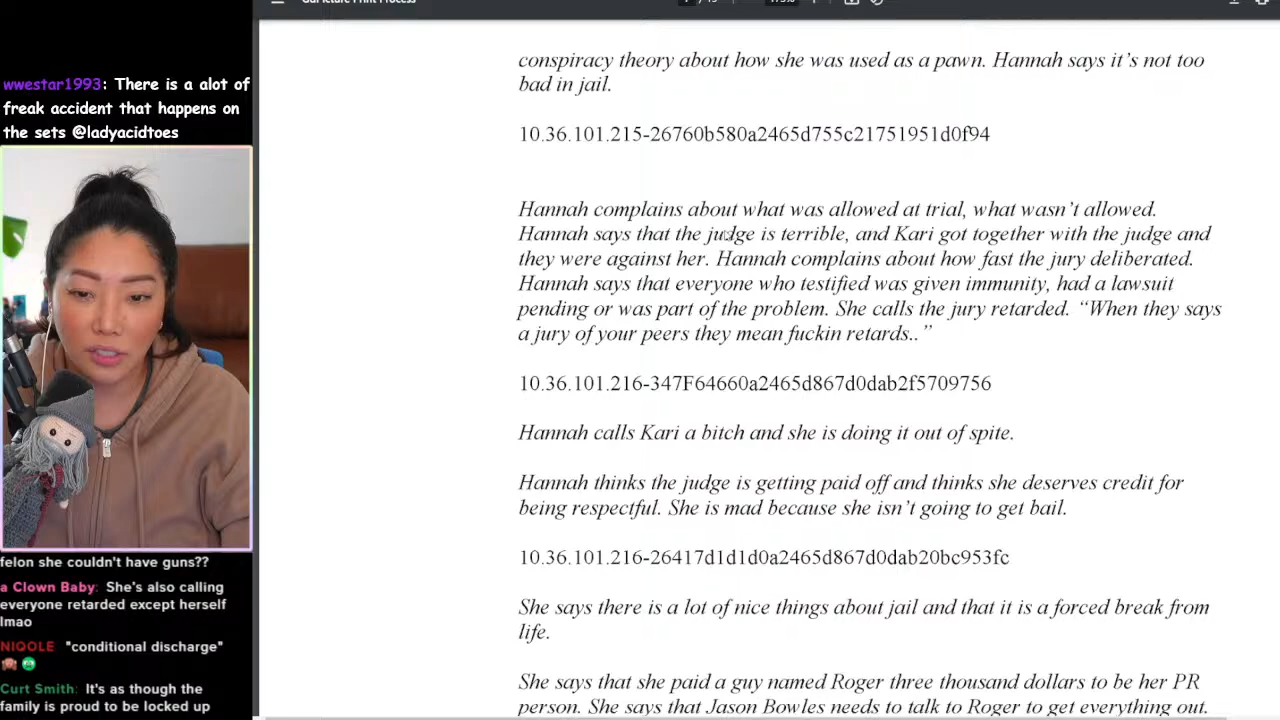 wwestar1993: There is a alot of
freak accident that happens on
the sets @ladyacidtoes
felon she couldn't have guns??
a Clown Baby: She's also calling
everyone retarded except herself
lmao
NIQOLE "conditional discharge"
Curt Smith: It's as though the
family is proud to be locked up
conspiracy theory about how she was used as a pawn. Hannah says it's not too
bad in jail.
10.36.101.215-26760b580a2465d755c21751951d0f94
Hannah complains about what was allowed at trial, what wasn't allowed.
Hannah says that the judge is terrible, and Kari got together with the judge and
they were against her. Hannah complains about how fast the jury deliberated.
Hannah says that everyone who testified was given immunity, had a lawsuit
pending or was part of the problem. She calls the jury retarded. “When they says
a jury of your peers they mean fuckin retards..”
10.36.101.216-347F64660a2465d867d0dab2f5709756
Hannah calls Kari a bitch and she is doing it out of spite.
Hannah thinks the judge is getting paid off and thinks she deserves credit for
being respectful. She is mad because she isn't going to get bail.
10.36.101.216-26417d1d1d0a2465d867d0dab20bc953fc
She says there is a lot of nice things about jail and that it is a forced break from
life.
She says that she paid a guy named Roger three thousand dollars to be her PR
person. She says that Jason Bowles needs to talk to Roger to get everything out.